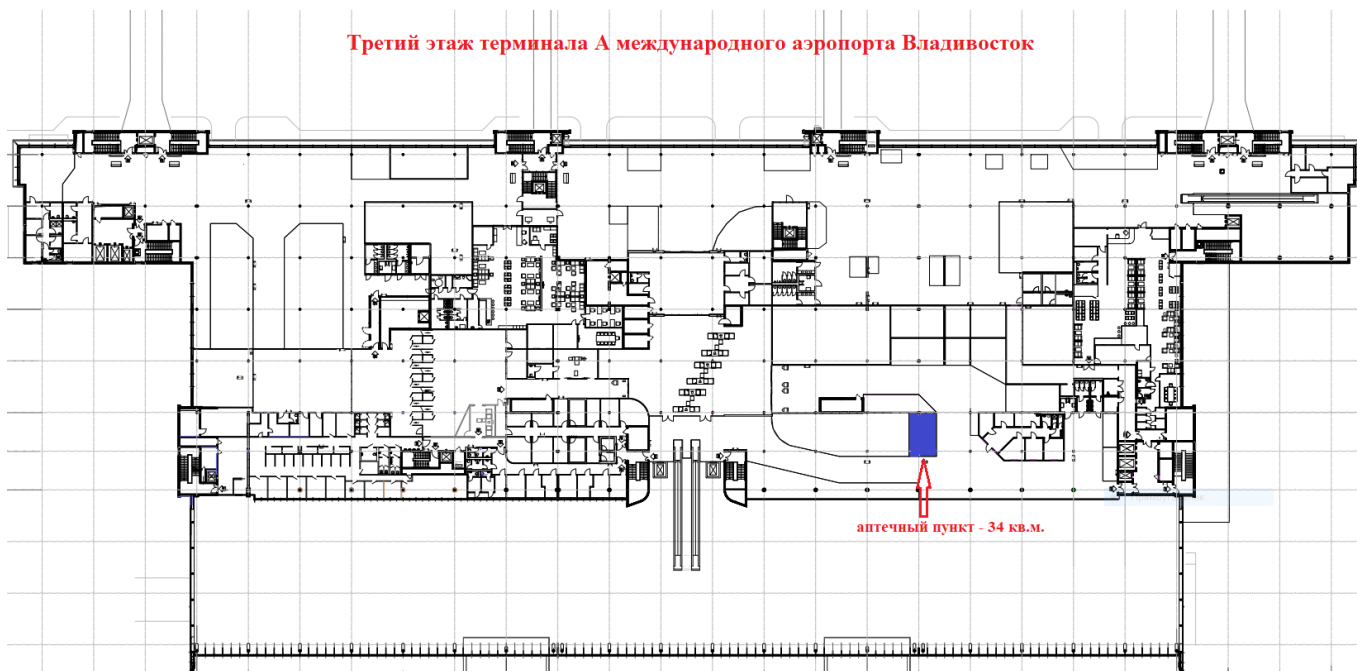 Третий этаж терминала А международного аэропорта Владивосток
аптечный пункт - 34 кв.м.